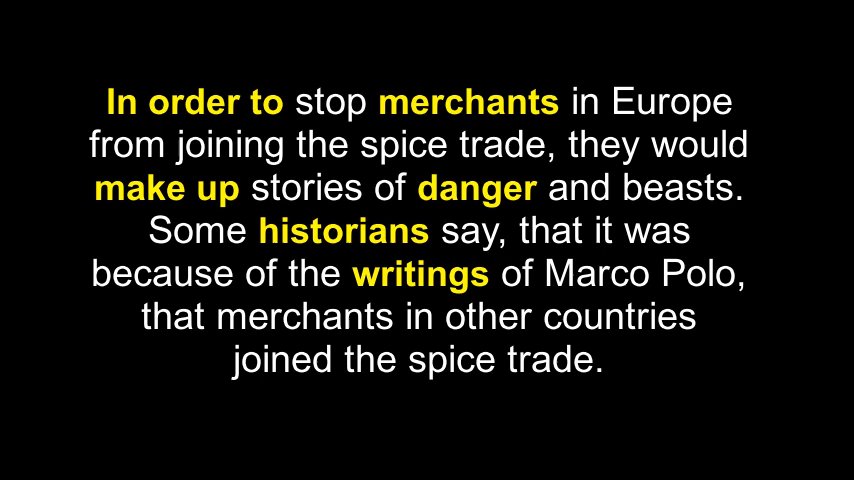 In order to stop merchants in Europe
from joining the spice trade, they would
make up stories of danger and beasts.
Some historians say, that it was
because of the writings of Marco Polo,
that merchants in other countries
joined the spice trade.